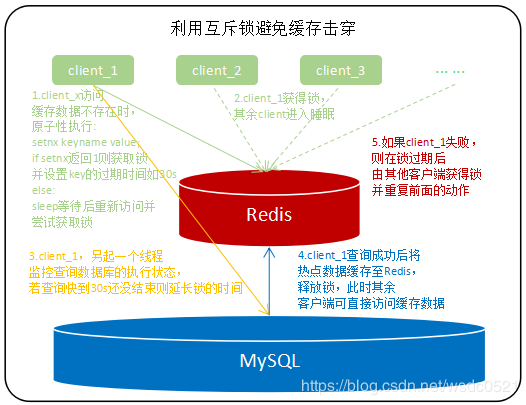 利用互斥锁避免缓存击穿
client_1
client_2
client_3
... ...
1.client_x访问
缓存数据不存在时，
原子性执行:
setnx keyname value,
if setnx返回1则获取锁
并设置key的过期时间如30s
else:
sleep等待后重新访问并
尝试获取锁
2.client_1获得锁，
其余client进入睡眠
5.如果client_1失败，
则在锁过期后
由其他客户端获得锁
并重复前面的动作
Redis
3.client_1，另起一个线程
监控查询数据库的执行状态，
若查询快到30s还没结束则延长锁的时间
4.client_1查询成功后将
热点数据缓存至Redis，
释放锁，此时其余
客户端可直接访问缓存数据
MySQL
https://blog.csdn.net/wsdc0521